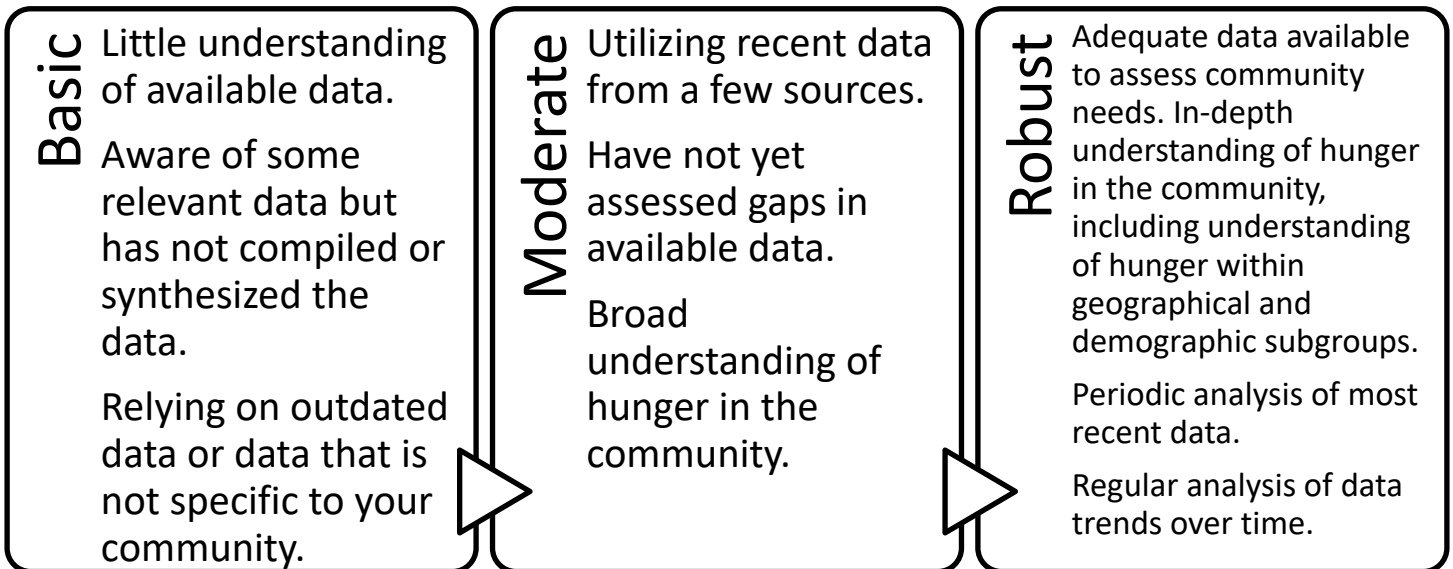 Basic
Little understanding
of available data.
Aware of some
relevant data but
has not compiled or
synthesized the
data.
Relying on outdated
data or data that is
not specific to your
community.
Moderate
Utilizing recent data
from a few sources.
Have not yet
assessed gaps in
available data.
Broad
understanding of
hunger in the
community.
Robust
Adequate data available
to assess community
needs. In-depth
understanding of hunger
in the community,
including understanding
of hunger within
geographical and
demographic subgroups.
Periodic analysis of most
recent data.
Regular analysis of data
trends over time.